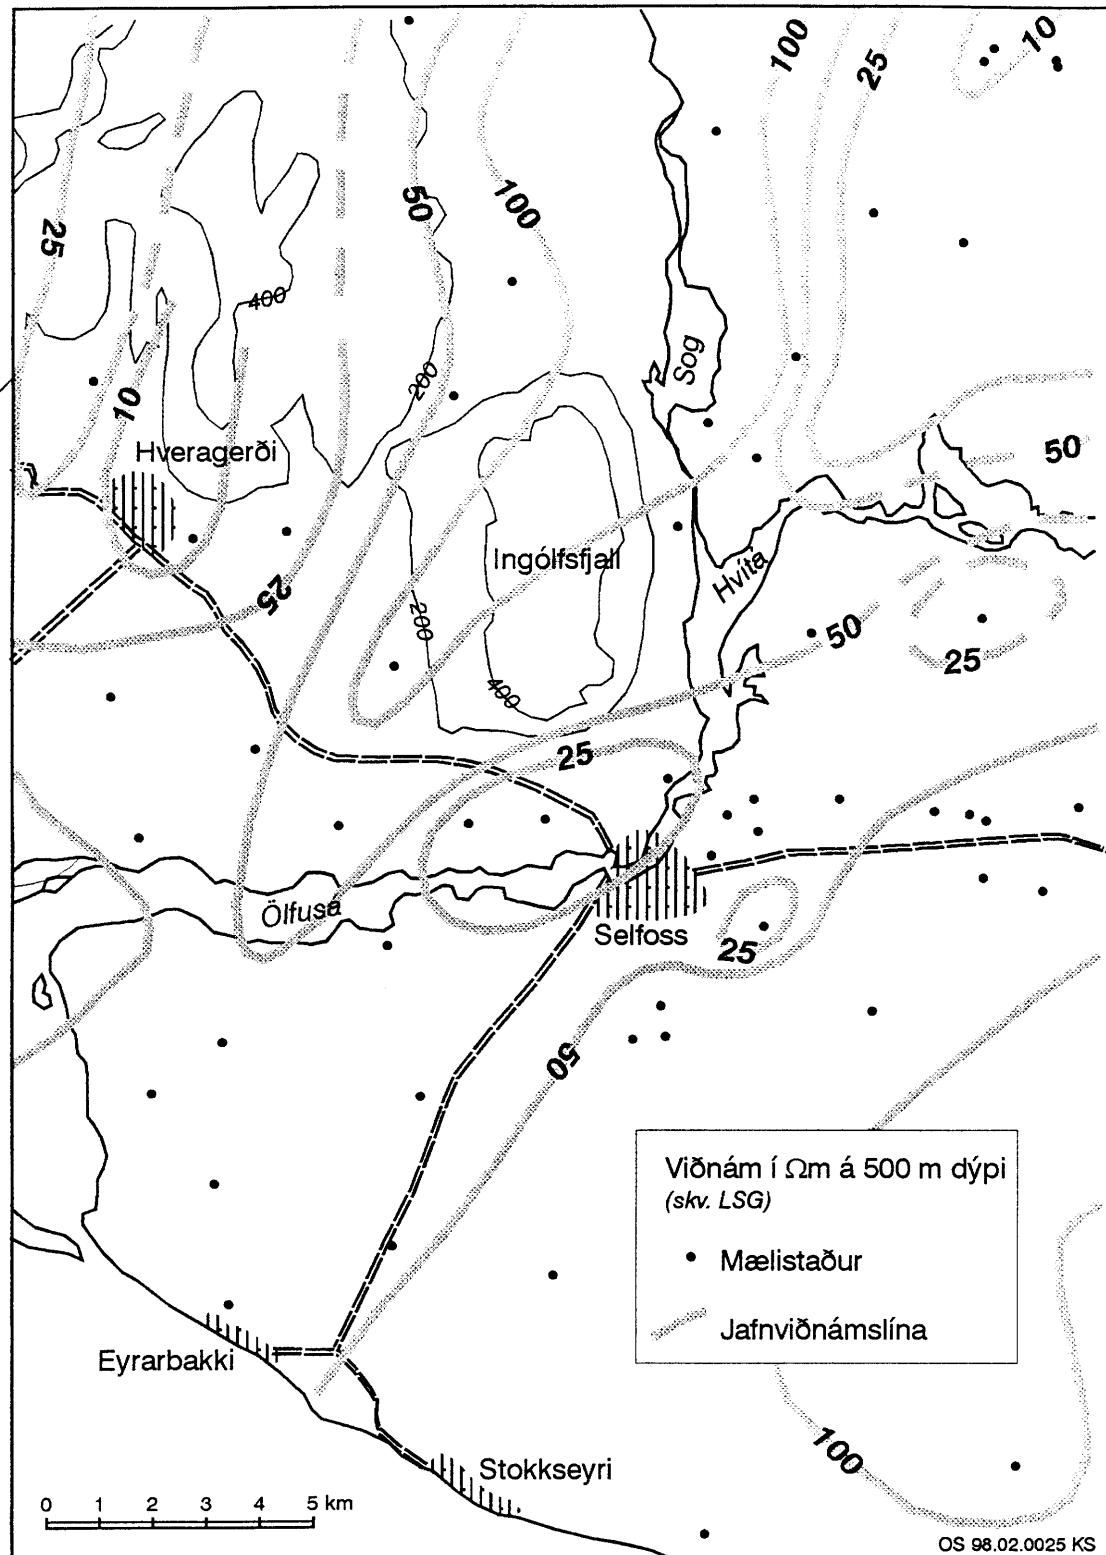 100
25
10
50
100
25
400
Sog
200
10
Hveragerði
50
Ingólfsfjall
Hvítá
25
200
50
25
400
25
Ölfusá
Selfoss
25
50
Viðnám í Ωm á 500 m dýpi
(skv. LSG)
Mælistaður
Jafnviðnámslína
Eyrarbakki
100
Stokkseyri
0 1 2 3 4 5 km
OS 98.02.0025 KS